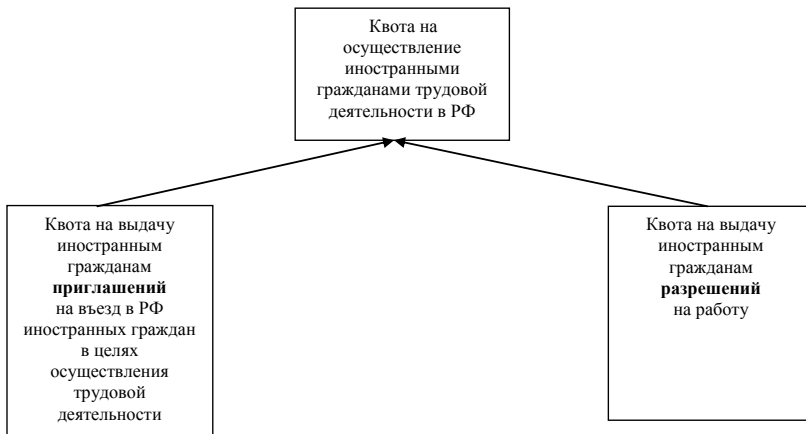 Квота на
осуществление
иностранными
гражданами трудовой
деятельности в РФ
Квота на выдачу
иностранным
гражданам
приглашений
на въезд в РФ
иностранных граждан
в целях
осуществления
трудовой
деятельности
Квота на выдачу
иностранным
гражданам
разрешений
на работу